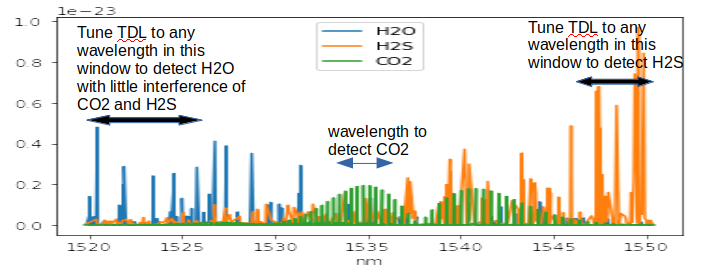 1e−23
1.0
0.8
0.6
0.4
0.2
0.0
Tune TDL to any
wavelength in this
window to detect H2O
with little interference of
CO2 and H2S
H2O
H2S
CO2
Tune TDL to any
wavelength in this
window to detect H2S
wavelength to
detect CO2
1520 1525 1530 1535 1540 1545 1550
nm